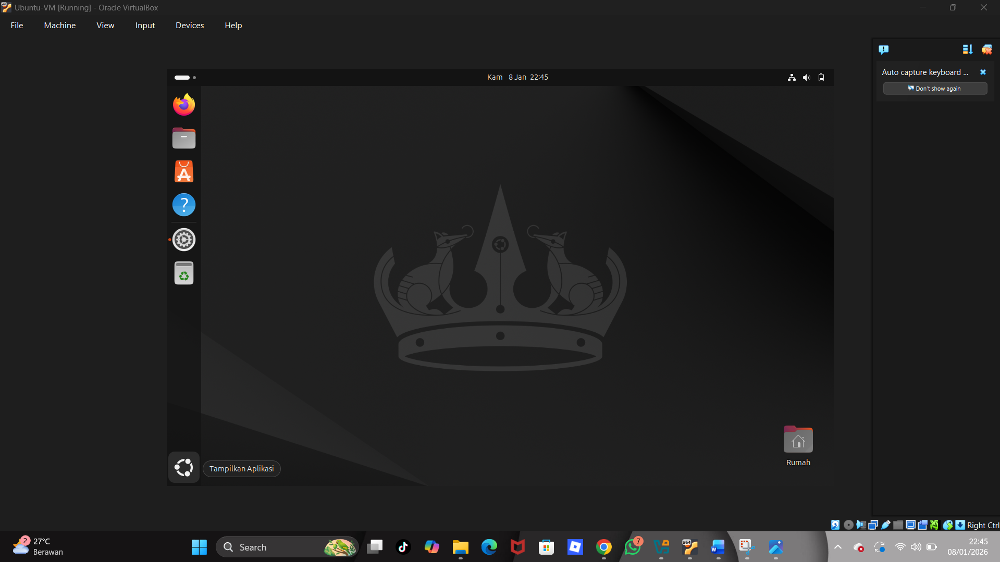 Ubuntu-VM [Running] - Oracle VirtualBox
File Machine View Input Devices Help
Auto capture keyboard ...
Don't show again
Kam 8 Jan 22:45
Rumah
Tampilkan Aplikasi
Right Ctrl
2
27°C
Berawan
Search
7
x64
W
22:45
08/01/2026